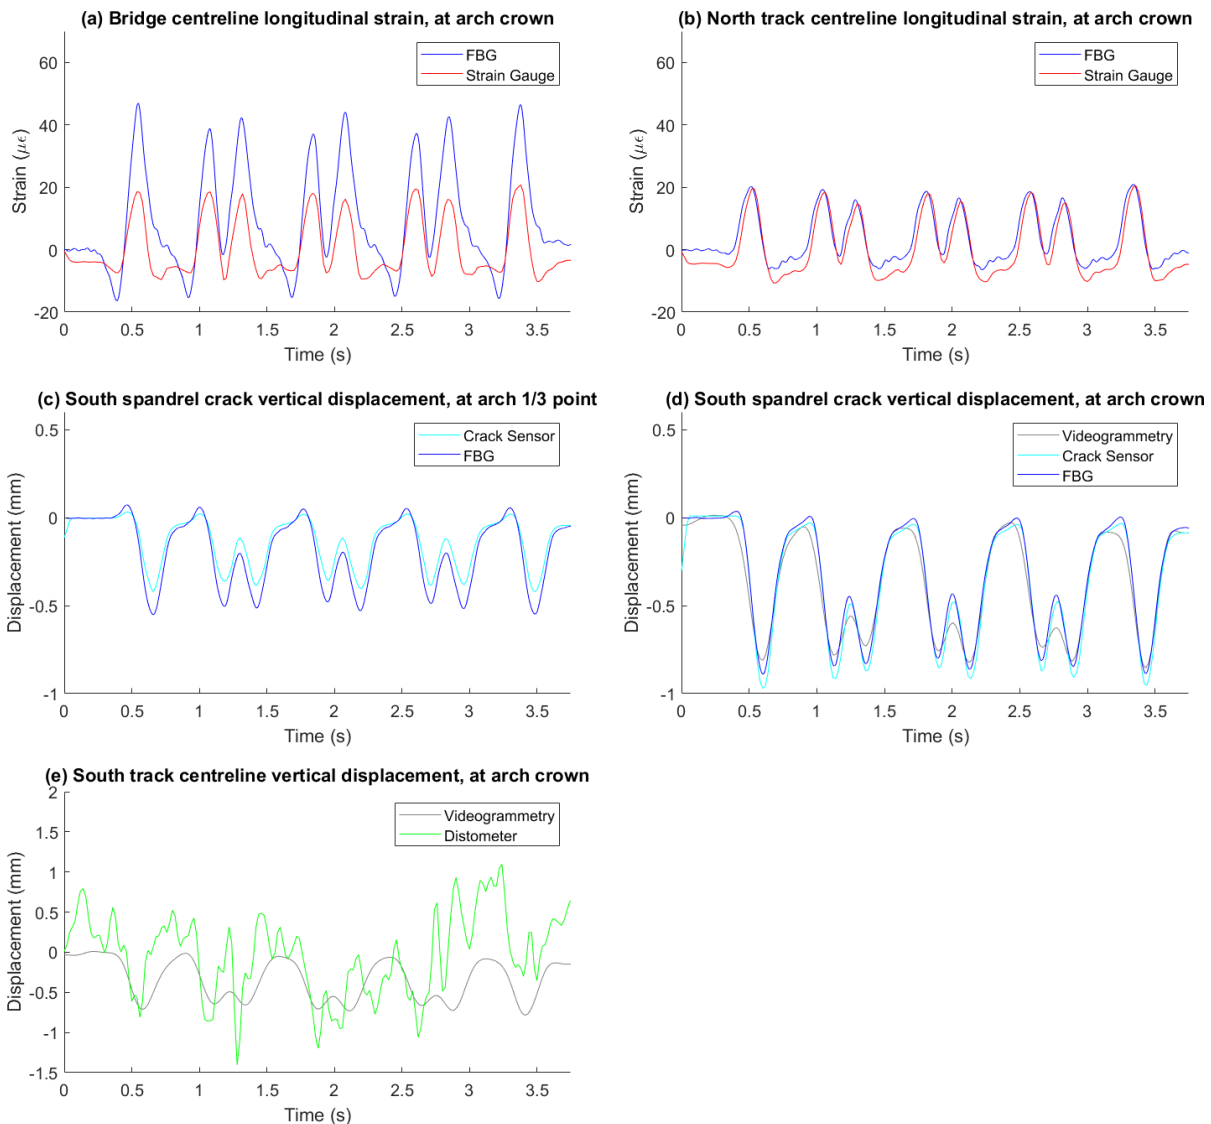 (a) Bridge centreline longitudinal strain, at arch crown
FBG
Strain Gauge
60
40
20
0
-20
Strain (με)
0 0.5 1 1.5 2 2.5 3 3.5
Time (s)
(b) North track centreline longitudinal strain, at arch crown
FBG
Strain Gauge
60
40
20
0
-20
Strain (με)
0 0.5 1 1.5 2 2.5 3 3.5
Time (s)
(c) South spandrel crack vertical displacement, at arch 1/3 point
Crack Sensor
FBG
0.5
0
-0.5
-1
Displacement (mm)
0 0.5 1 1.5 2 2.5 3 3.5
Time (s)
(d) South spandrel crack vertical displacement, at arch crown
Videogrammetry
Crack Sensor
FBG
0.5
0
-0.5
-1
Displacement (mm)
0 0.5 1 1.5 2 2.5 3 3.5
Time (s)
(e) South track centreline vertical displacement, at arch crown
Videogrammetry
Distometer
2
1.5
1
0.5
0
-0.5
-1
-1.5
Displacement (mm)
0 0.5 1 1.5 2 2.5 3 3.5
Time (s)